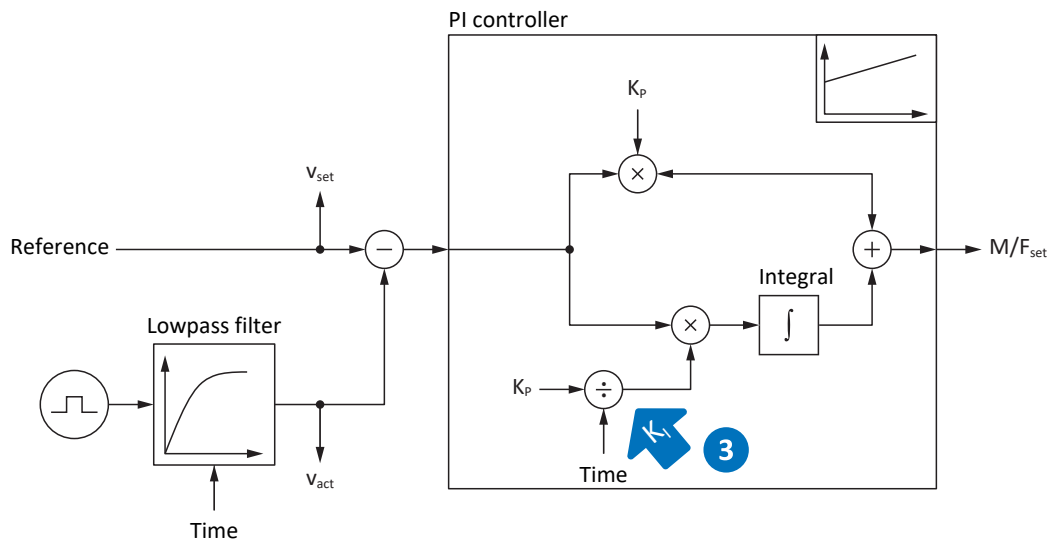 PI controller
K_P
v_set
Reference
−
×
+
M/F_set
Integral
∫
Lowpass filter
×
K_P
÷
K_I
3
Time
v_act
Time